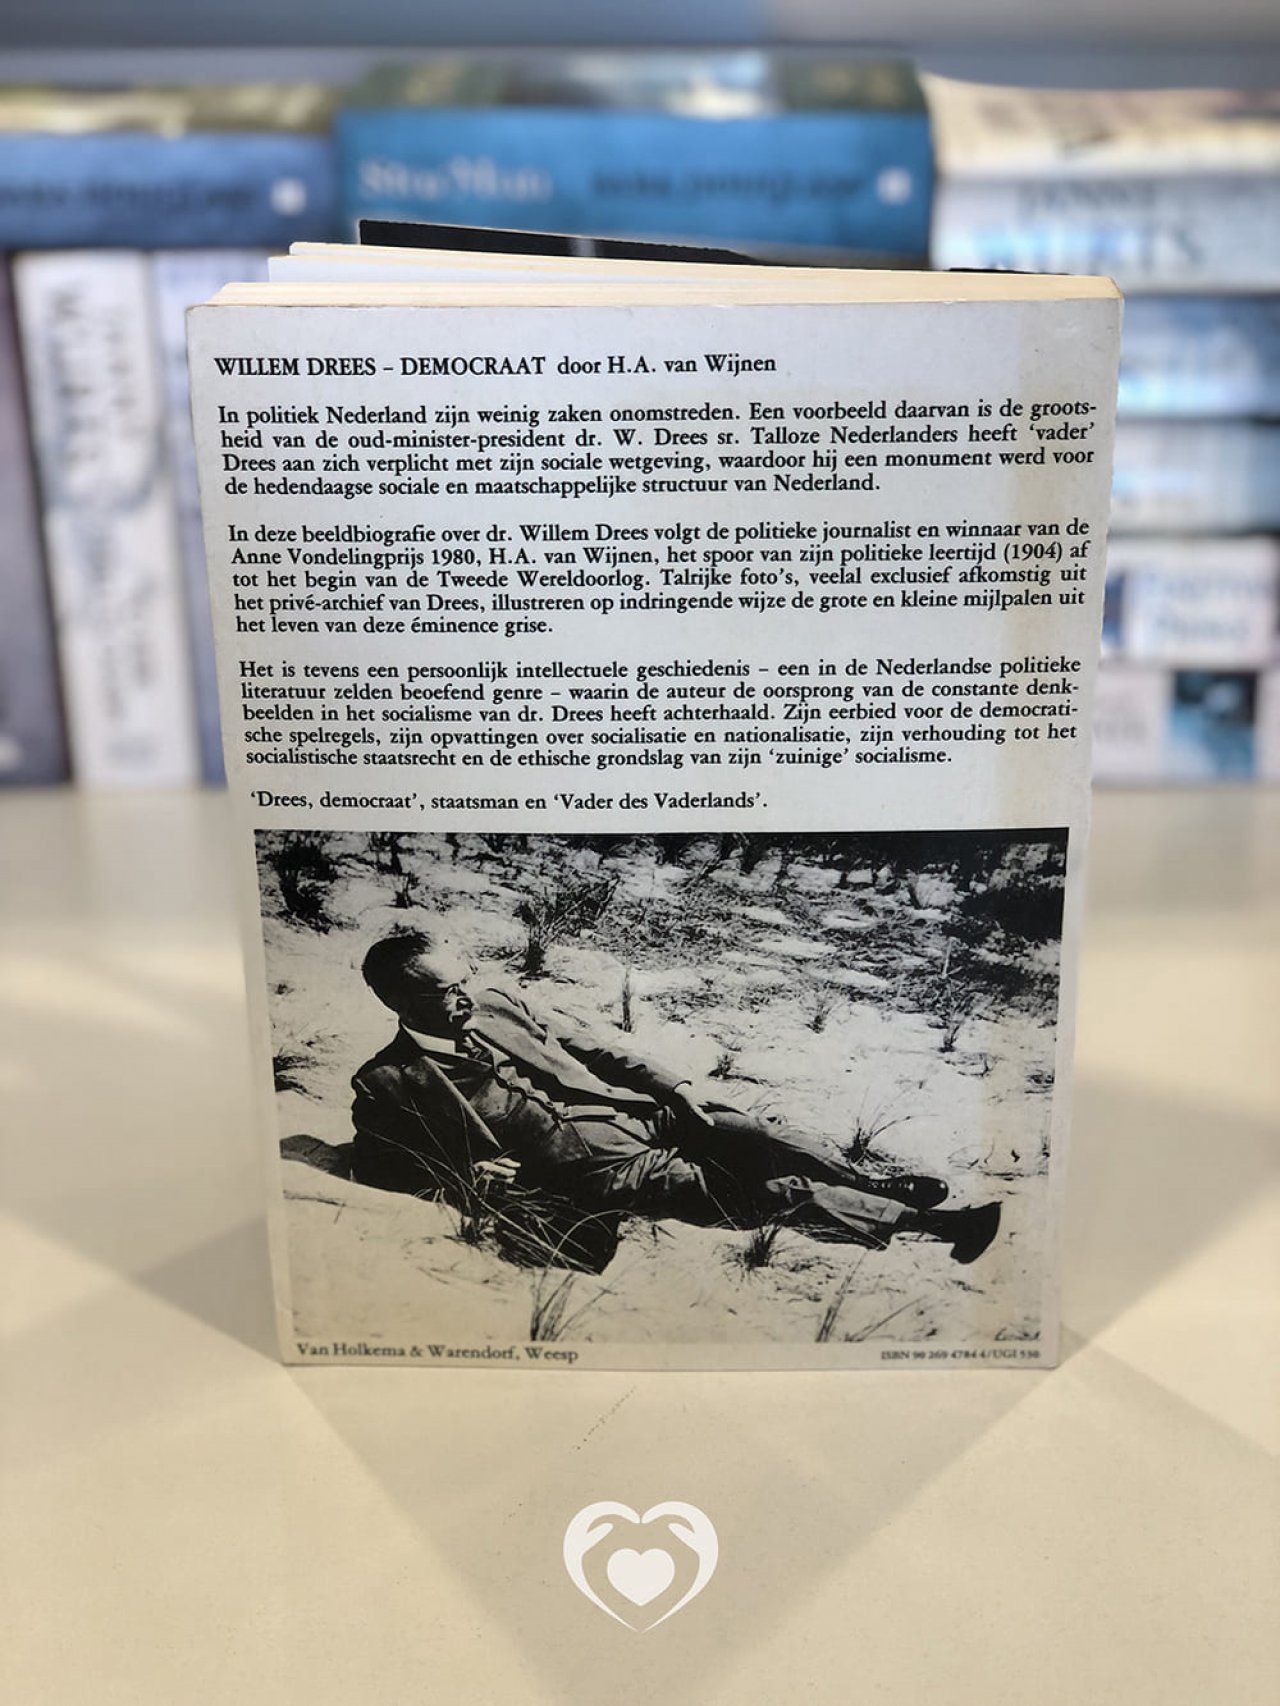 WILLEM DREES – DEMOCRAAT door H.A. van Wijnen
In politiek Nederland zijn weinig zaken onomstreden. Een voorbeeld daarvan is de groots-
heid van de oud-minister-president dr. W. Drees sr. Talloze Nederlanders heeft ‘vader’
Drees aan zich verplicht met zijn sociale wetgeving, waardoor hij een monument werd voor
de hedendaagse sociale en maatschappelijke structuur van Nederland.
In deze beeldbiografie over dr. Willem Drees volgt de politieke journalist en winnaar van de
Anne Vondelingprijs 1980, H.A. van Wijnen, het spoor van zijn politieke leertijd (1904) af
tot het begin van de Tweede Wereldoorlog. Talrijke foto’s, veelal exclusief afkomstig uit
het privé-archief van Drees, illustreren op indringende wijze de grote en kleine mijlpalen uit
het leven van deze éminence grise.
Het is tevens een persoonlijk intellectuele geschiedenis – een in de Nederlandse politieke
literatuur zelden beoefend genre – waarin de auteur de oorsprong van de constante denk-
beelden in het socialisme van dr. Drees heeft achterhaald. Zijn eerbied voor de democrati-
sche spelregels, zijn opvattingen over socialisatie en nationalisatie, zijn verhouding tot het
socialistische staatsrecht en de ethische grondslag van zijn ‘zuinige’ socialisme.
‘Drees, democraat’, staatsman en ‘Vader des Vaderlands’.
Van Holkema & Warendorf, Weesp
ISBN 90 269 4784 4/UGI 530